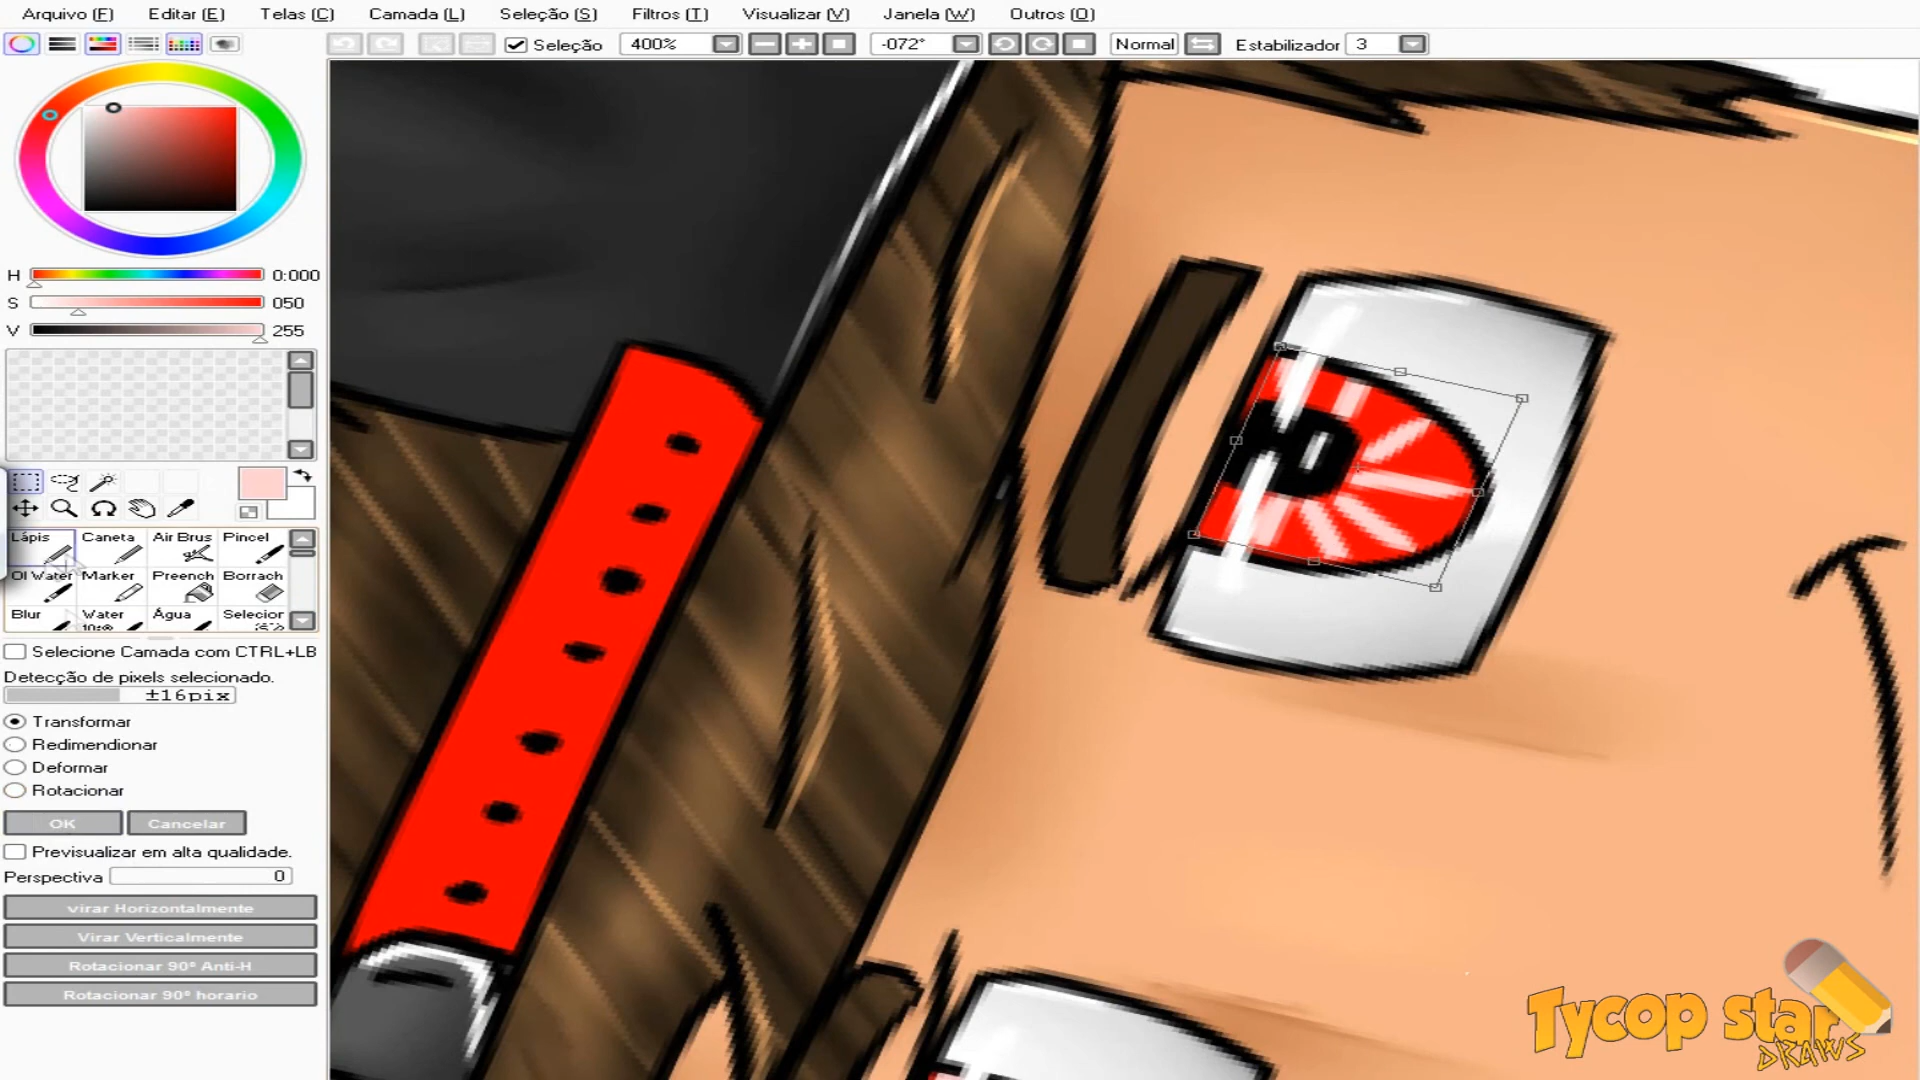 Arquivo (F) Editar (E) Telas (C) Camada (L) Seleção (S) Filtros (T) Visualizar (V) Janela (W) Outros (O)
Seleção 400% -072° Normal Estabilizador 3
H 0:000
S 050
V 255
Lápis Caneta Air Brus Pincel
Ol Water Marker Preench Borrach
Blur Water Água Selecior
Selecione Camada com CTRL+LB
Detecção de pixels selecionado.
±16pix
Transformar
Redimendionar
Deformar
Rotacionar
OK Cancelar
Previsualizar em alta qualidade.
Perspectiva 0
virar Horizontalmente
Virar Verticalmente
Rotacionar 90º Anti-H
Rotacionar 90º horario
Tycop star
DRAWS